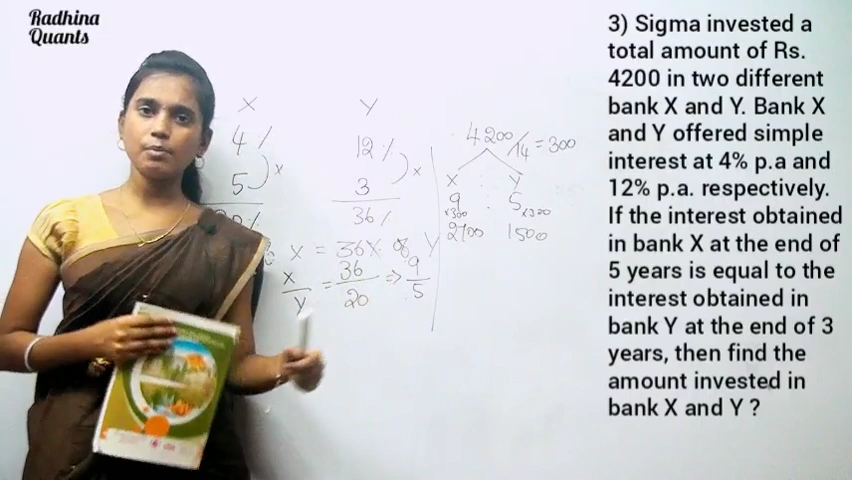 Radhina
Quants
3) Sigma invested a
total amount of Rs.
4200 in two different
bank X and Y. Bank X
and Y offered simple
interest at 4% p.a and
12% p.a. respectively.
If the interest obtained
in bank X at the end of
5 years is equal to the
interest obtained in
bank Y at the end of 3
years, then find the
amount invested in
bank X and Y ?
X Y
4% 12%
5 ) x 3 ) x
36%
X = 36% of Y
X/Y = 36/20 => 9/5
4200/14 = 300
X : Y
9 : 5
x300 x300
2700 1500